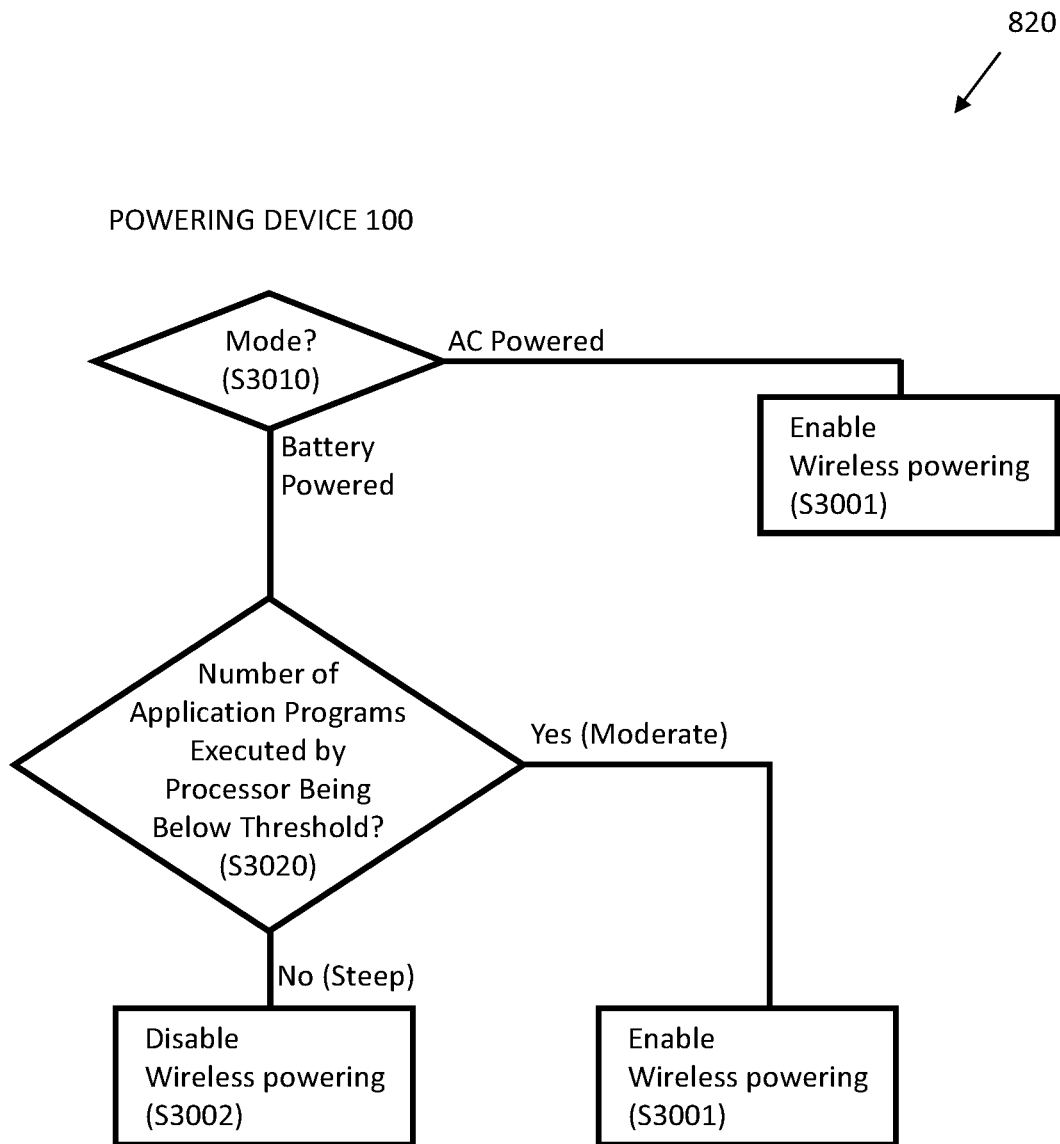 820
POWERING DEVICE 100
Mode?
(S3010)
AC Powered
Enable
Wireless powering
(S3001)
Battery
Powered
Number of
Application Programs
Executed by
Processor Being
Below Threshold?
(S3020)
Yes (Moderate)
No (Steep)
Disable
Wireless powering
(S3002)
Enable
Wireless powering
(S3001)